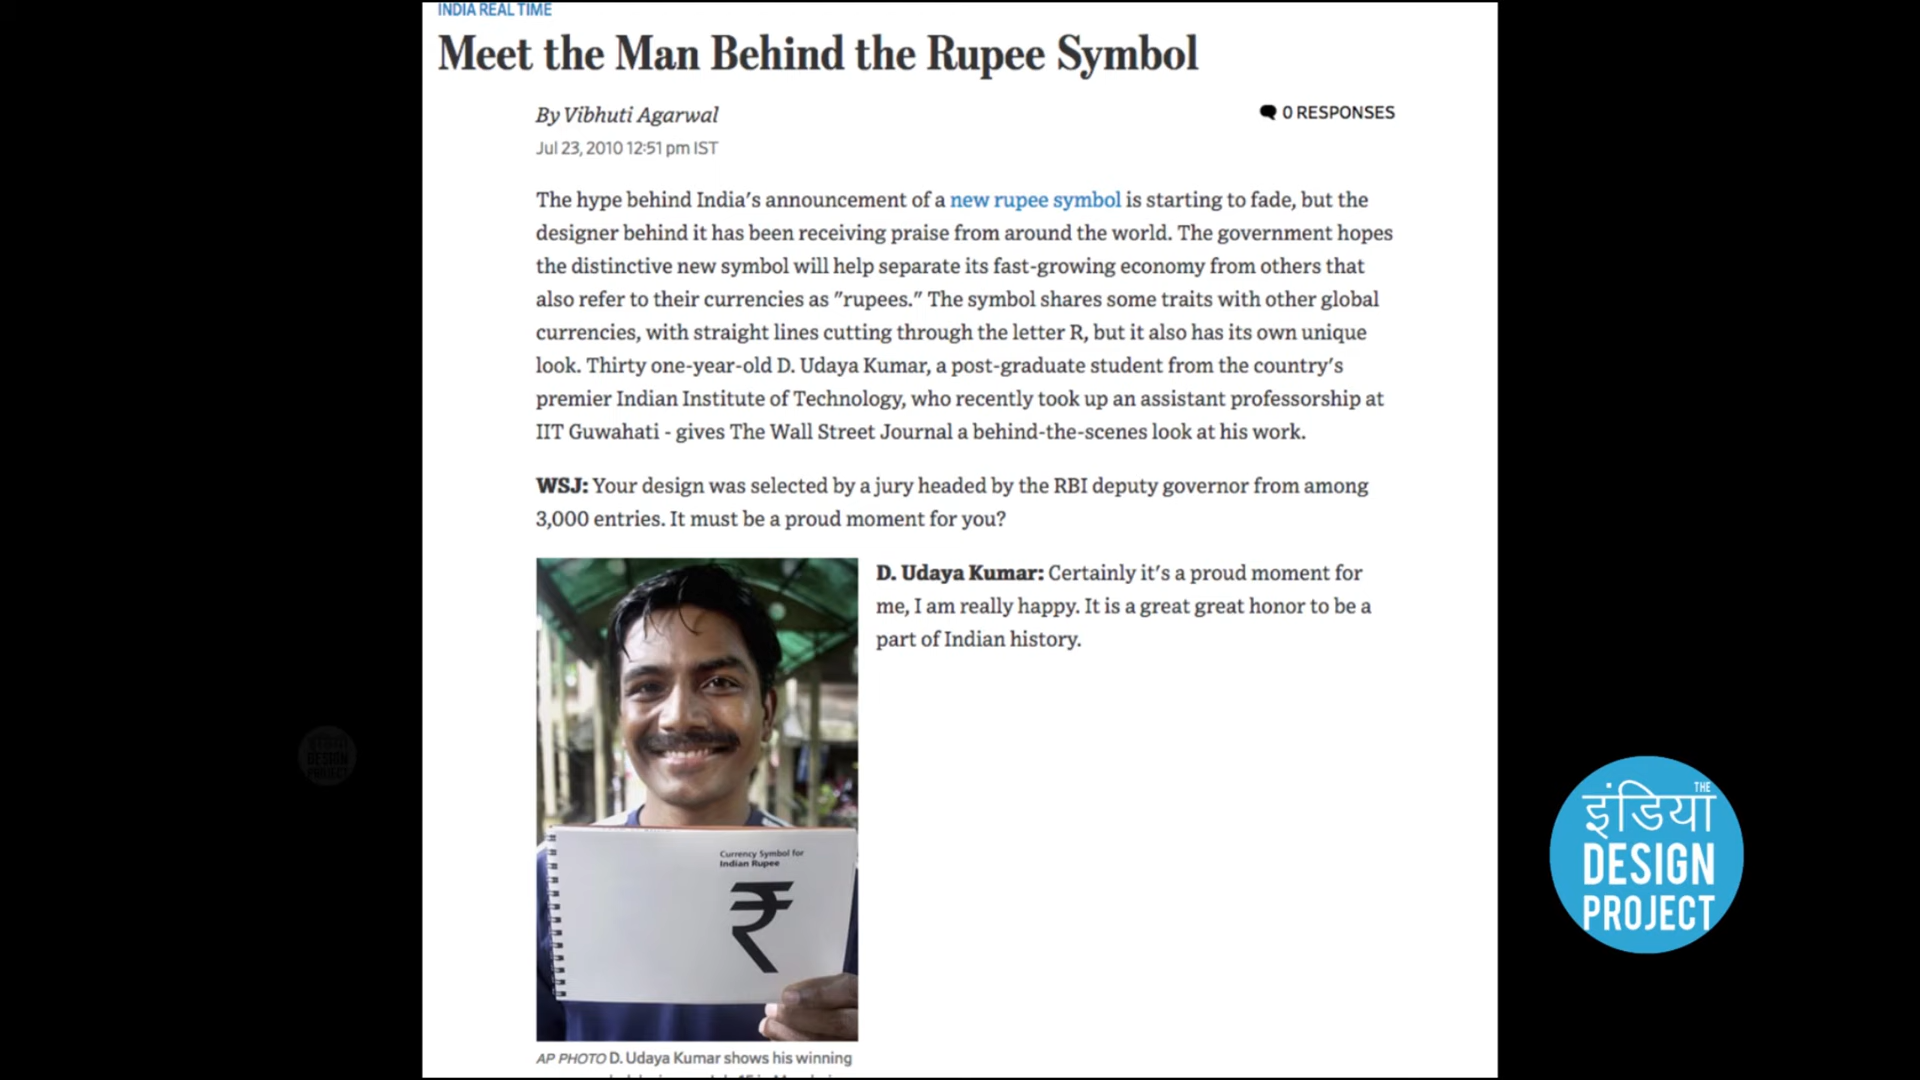 INDIA REAL TIME
Meet the Man Behind the Rupee Symbol
By Vibhuti Agarwal
0 RESPONSES
Jul 23, 2010 12:51 pm IST
The hype behind India's announcement of a new rupee symbol is starting to fade, but the
designer behind it has been receiving praise from around the world. The government hopes
the distinctive new symbol will help separate its fast-growing economy from others that
also refer to their currencies as "rupees." The symbol shares some traits with other global
currencies, with straight lines cutting through the letter R, but it also has its own unique
look. Thirty one-year-old D. Udaya Kumar, a post-graduate student from the country's
premier Indian Institute of Technology, who recently took up an assistant professorship at
IIT Guwahati - gives The Wall Street Journal a behind-the-scenes look at his work.
WSJ: Your design was selected by a jury headed by the RBI deputy governor from among
3,000 entries. It must be a proud moment for you?
D. Udaya Kumar: Certainly it's a proud moment for
me, I am really happy. It is a great great honor to be a
part of Indian history.
Currency Symbol for
Indian Rupee
₹
AP PHOTO D. Udaya Kumar shows his winning
THE
इंडिया
DESIGN
PROJECT
इंडिया
DESIGN
PROJECT